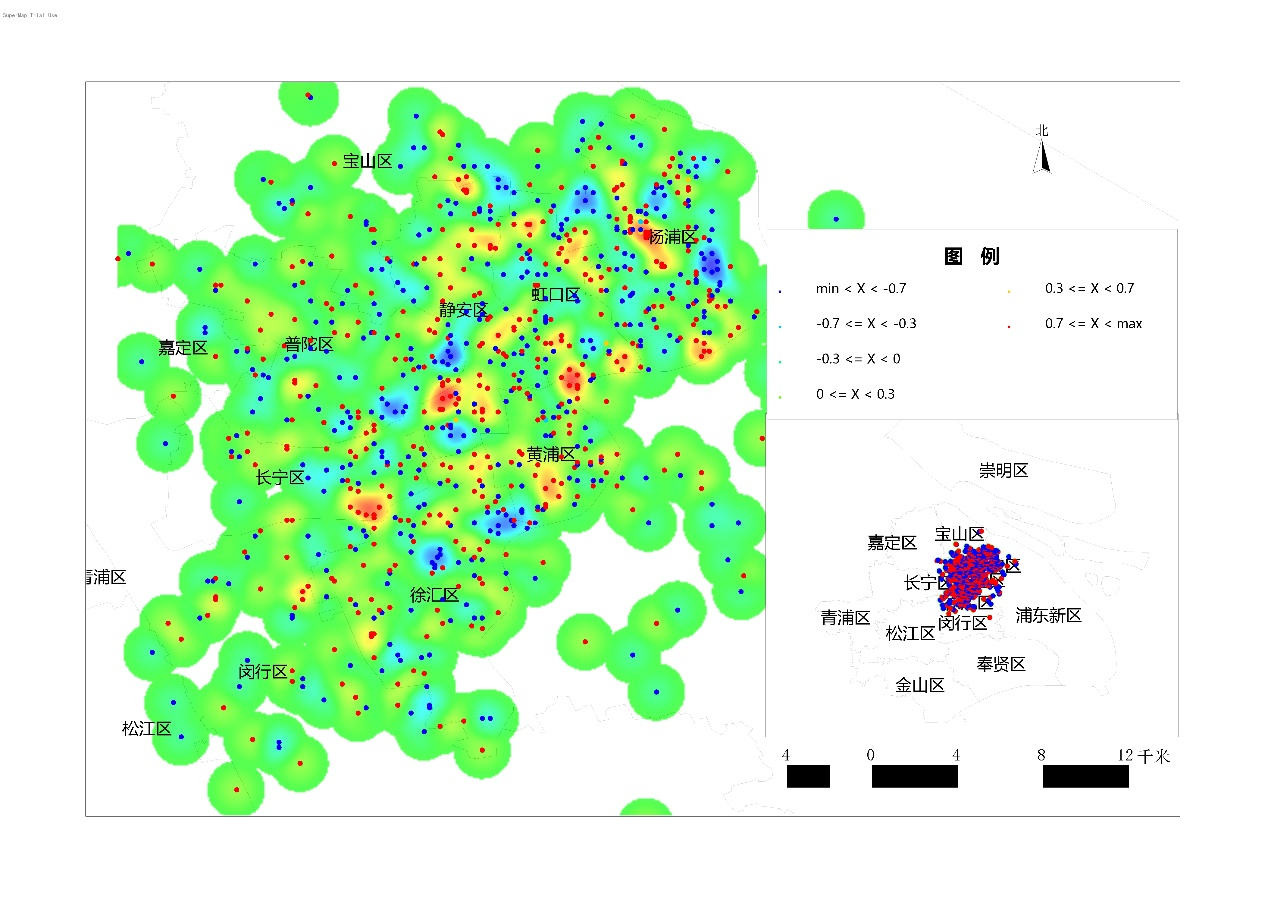 SuperMap Trial Use
北
宝山区
杨浦区
图 例
虹口区
min < X < -0.7
0.3 <= X < 0.7
静安区
-0.7 <= X < -0.3
0.7 <= X < max
嘉定区
普陀区
-0.3 <= X < 0
0 <= X < 0.3
黄浦区
崇明区
长宁区
宝山区
嘉定区
青浦区
长宁区
区
徐汇区
区
青浦区
浦东新区
松江区
闵行区
闵行区
奉贤区
金山区
松江区
4 0 4 8 12 千米